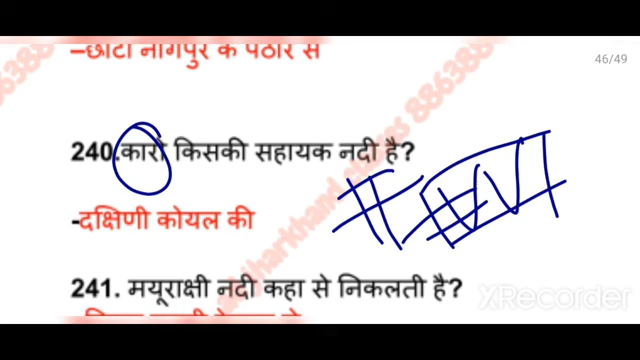 –छोटा नागपुर के पठार से
46/49
240.कारो किसकी सहायक नदी है?
-दक्षिणी कोयल की
241. मयूराक्षी नदी कहा से निकलती है?
XRecorder